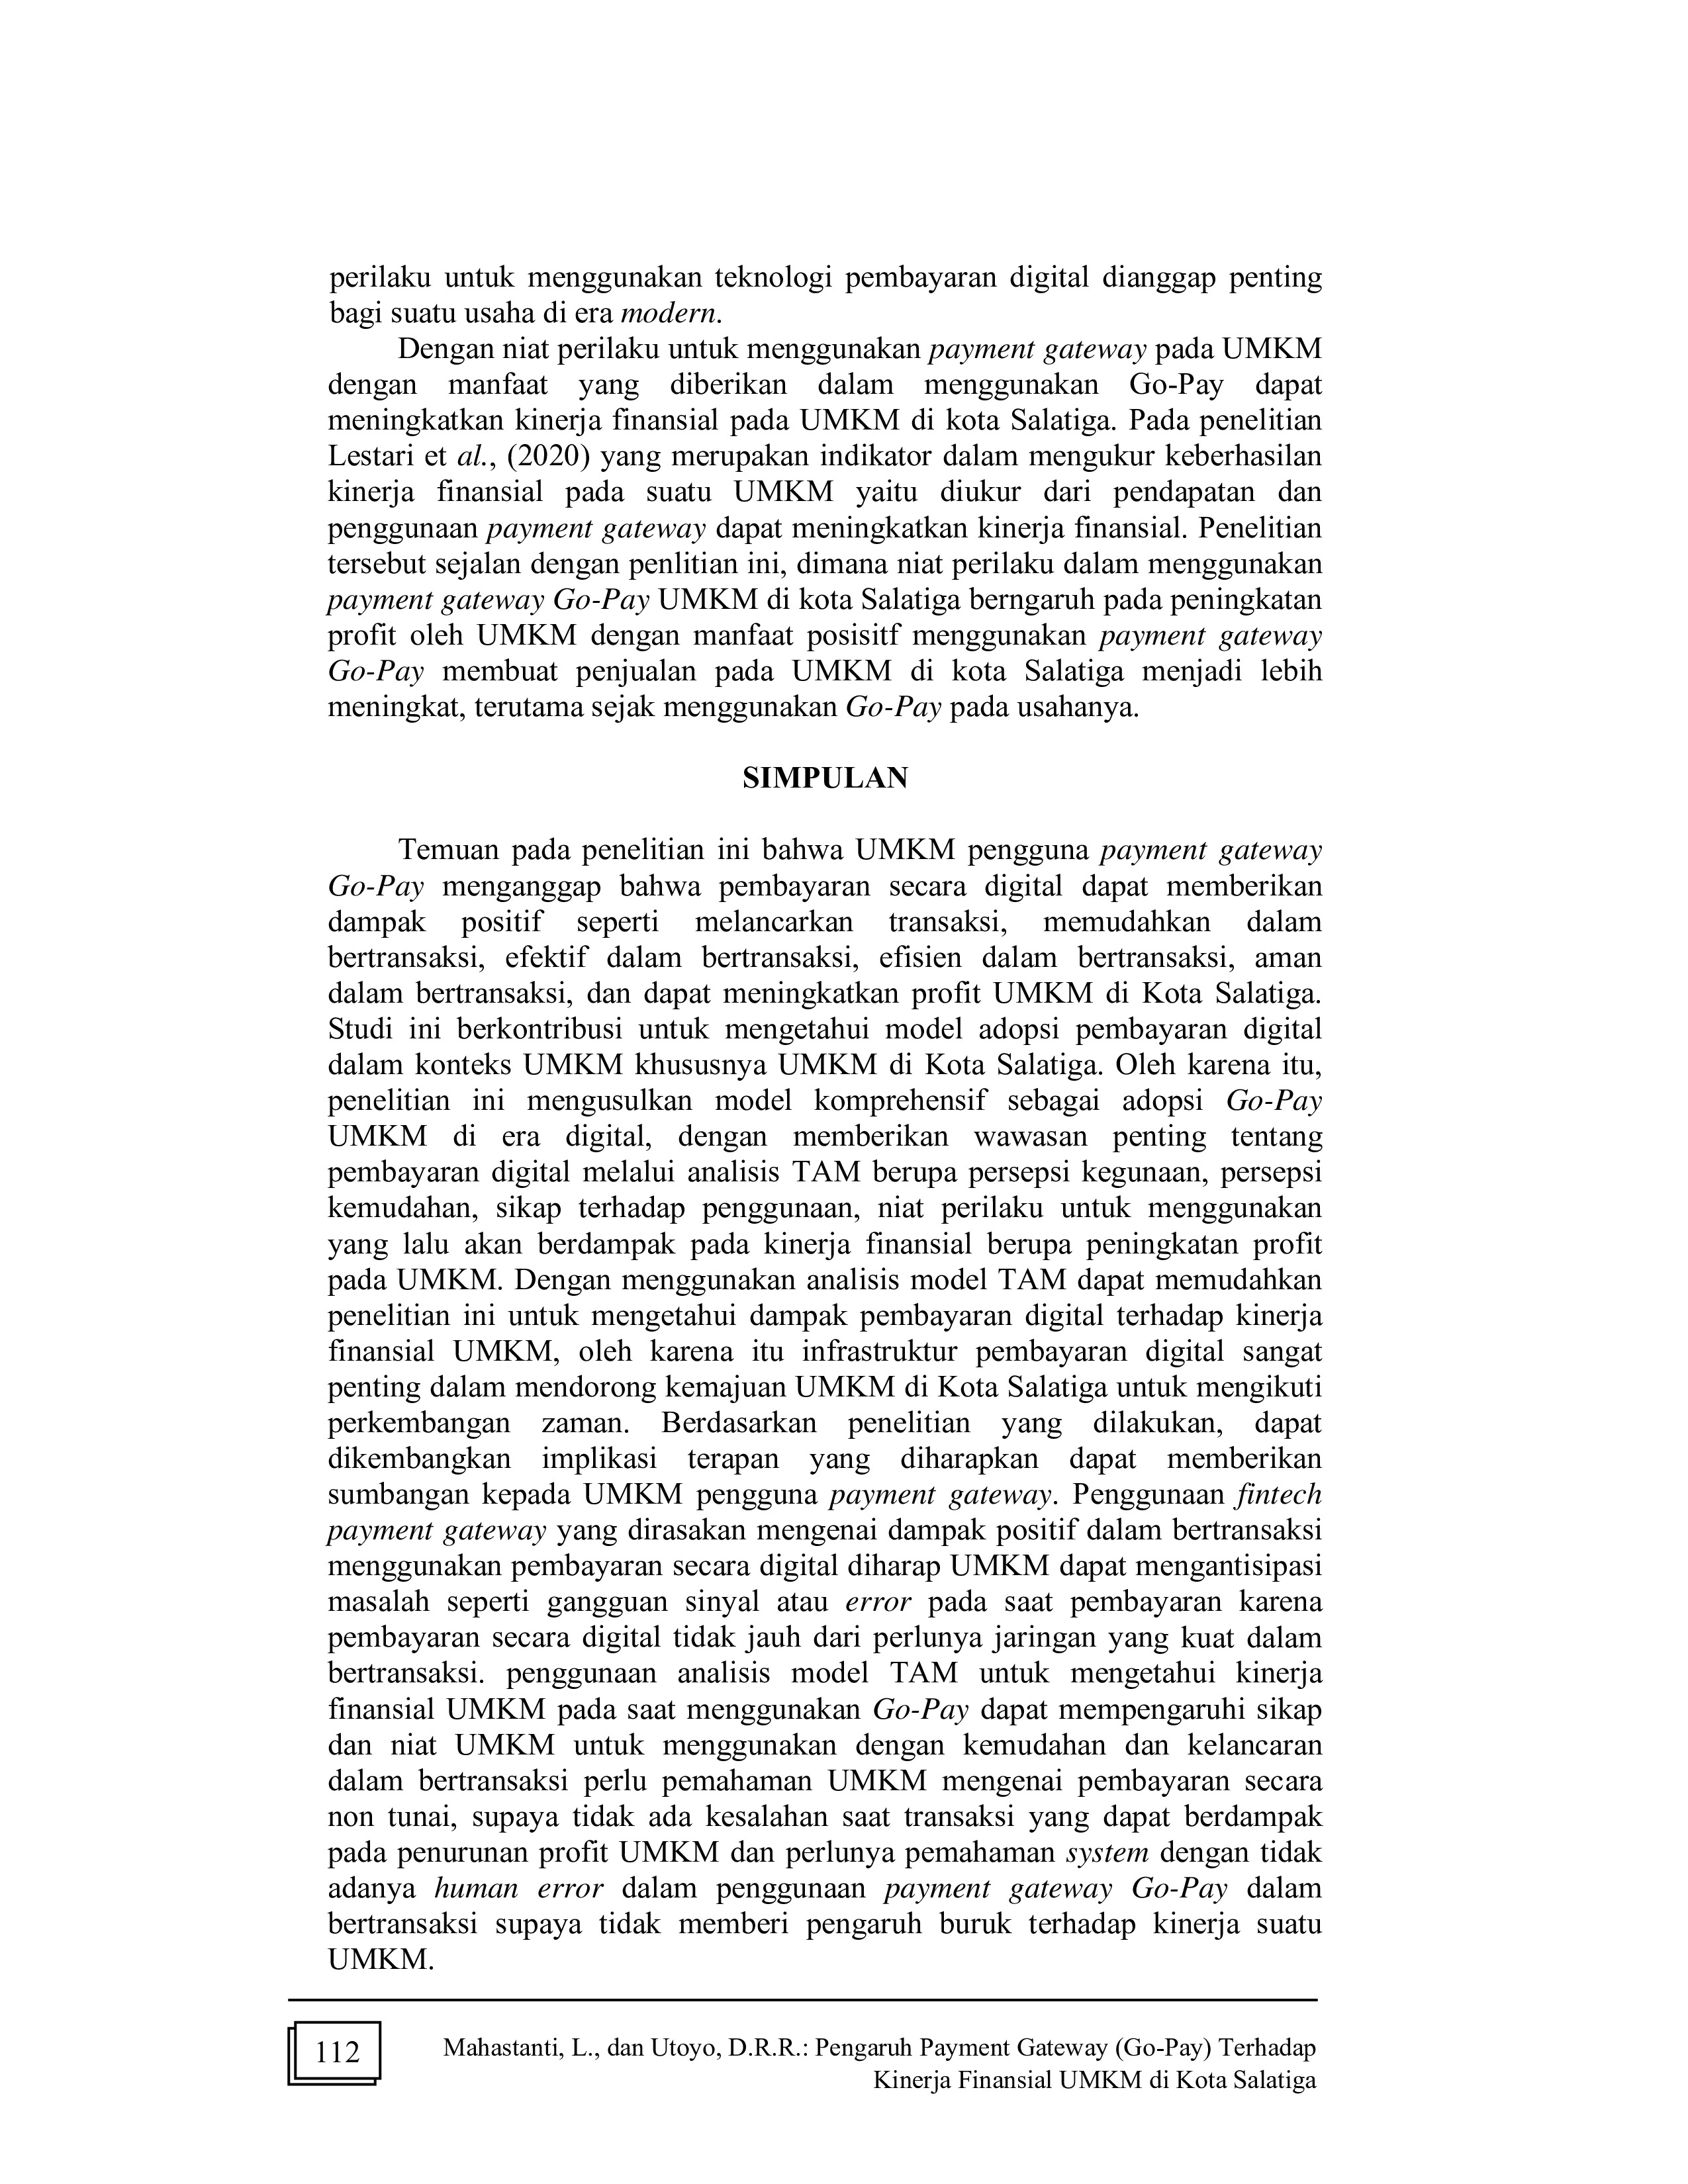 perilaku untuk menggunakan teknologi pembayaran digital dianggap penting
bagi suatu usaha di era modern.
Dengan niat perilaku untuk menggunakan payment gateway pada UMKM
dengan manfaat yang diberikan dalam menggunakan Go-Pay dapat
meningkatkan kinerja finansial pada UMKM di kota Salatiga. Pada penelitian
Lestari et al., (2020) yang merupakan indikator dalam mengukur keberhasilan
kinerja finansial pada suatu UMKM yaitu diukur dari pendapatan dan
penggunaan payment gateway dapat meningkatkan kinerja finansial. Penelitian
tersebut sejalan dengan penlitian ini, dimana niat perilaku dalam menggunakan
payment gateway Go-Pay UMKM di kota Salatiga berngaruh pada peningkatan
profit oleh UMKM dengan manfaat posisitf menggunakan payment gateway
Go-Pay membuat penjualan pada UMKM di kota Salatiga menjadi lebih
meningkat, terutama sejak menggunakan Go-Pay pada usahanya.
SIMPULAN
Temuan pada penelitian ini bahwa UMKM pengguna payment gateway
Go-Pay menganggap bahwa pembayaran secara digital dapat memberikan
dampak positif seperti melancarkan transaksi, memudahkan dalam
bertransaksi, efektif dalam bertransaksi, efisien dalam bertransaksi, aman
dalam bertransaksi, dan dapat meningkatkan profit UMKM di Kota Salatiga.
Studi ini berkontribusi untuk mengetahui model adopsi pembayaran digital
dalam konteks UMKM khususnya UMKM di Kota Salatiga. Oleh karena itu,
penelitian ini mengusulkan model komprehensif sebagai adopsi Go-Pay
UMKM di era digital, dengan memberikan wawasan penting tentang
pembayaran digital melalui analisis TAM berupa persepsi kegunaan, persepsi
kemudahan, sikap terhadap penggunaan, niat perilaku untuk menggunakan
yang lalu akan berdampak pada kinerja finansial berupa peningkatan profit
pada UMKM. Dengan menggunakan analisis model TAM dapat memudahkan
penelitian ini untuk mengetahui dampak pembayaran digital terhadap kinerja
finansial UMKM, oleh karena itu infrastruktur pembayaran digital sangat
penting dalam mendorong kemajuan UMKM di Kota Salatiga untuk mengikuti
perkembangan zaman. Berdasarkan penelitian yang dilakukan, dapat
dikembangkan implikasi terapan yang diharapkan dapat memberikan
sumbangan kepada UMKM pengguna payment gateway. Penggunaan fintech
payment gateway yang dirasakan mengenai dampak positif dalam bertransaksi
menggunakan pembayaran secara digital diharap UMKM dapat mengantisipasi
masalah seperti gangguan sinyal atau error pada saat pembayaran karena
pembayaran secara digital tidak jauh dari perlunya jaringan yang kuat dalam
bertransaksi. penggunaan analisis model TAM untuk mengetahui kinerja
finansial UMKM pada saat menggunakan Go-Pay dapat mempengaruhi sikap
dan niat UMKM untuk menggunakan dengan kemudahan dan kelancaran
dalam bertransaksi perlu pemahaman UMKM mengenai pembayaran secara
non tunai, supaya tidak ada kesalahan saat transaksi yang dapat berdampak
pada penurunan profit UMKM dan perlunya pemahaman system dengan tidak
adanya human error dalam penggunaan payment gateway Go-Pay dalam
bertransaksi supaya tidak memberi pengaruh buruk terhadap kinerja suatu
UMKM.
112
Mahastanti, L., dan Utoyo, D.R.R.: Pengaruh Payment Gateway (Go-Pay) Terhadap
Kinerja Finansial UMKM di Kota Salatiga